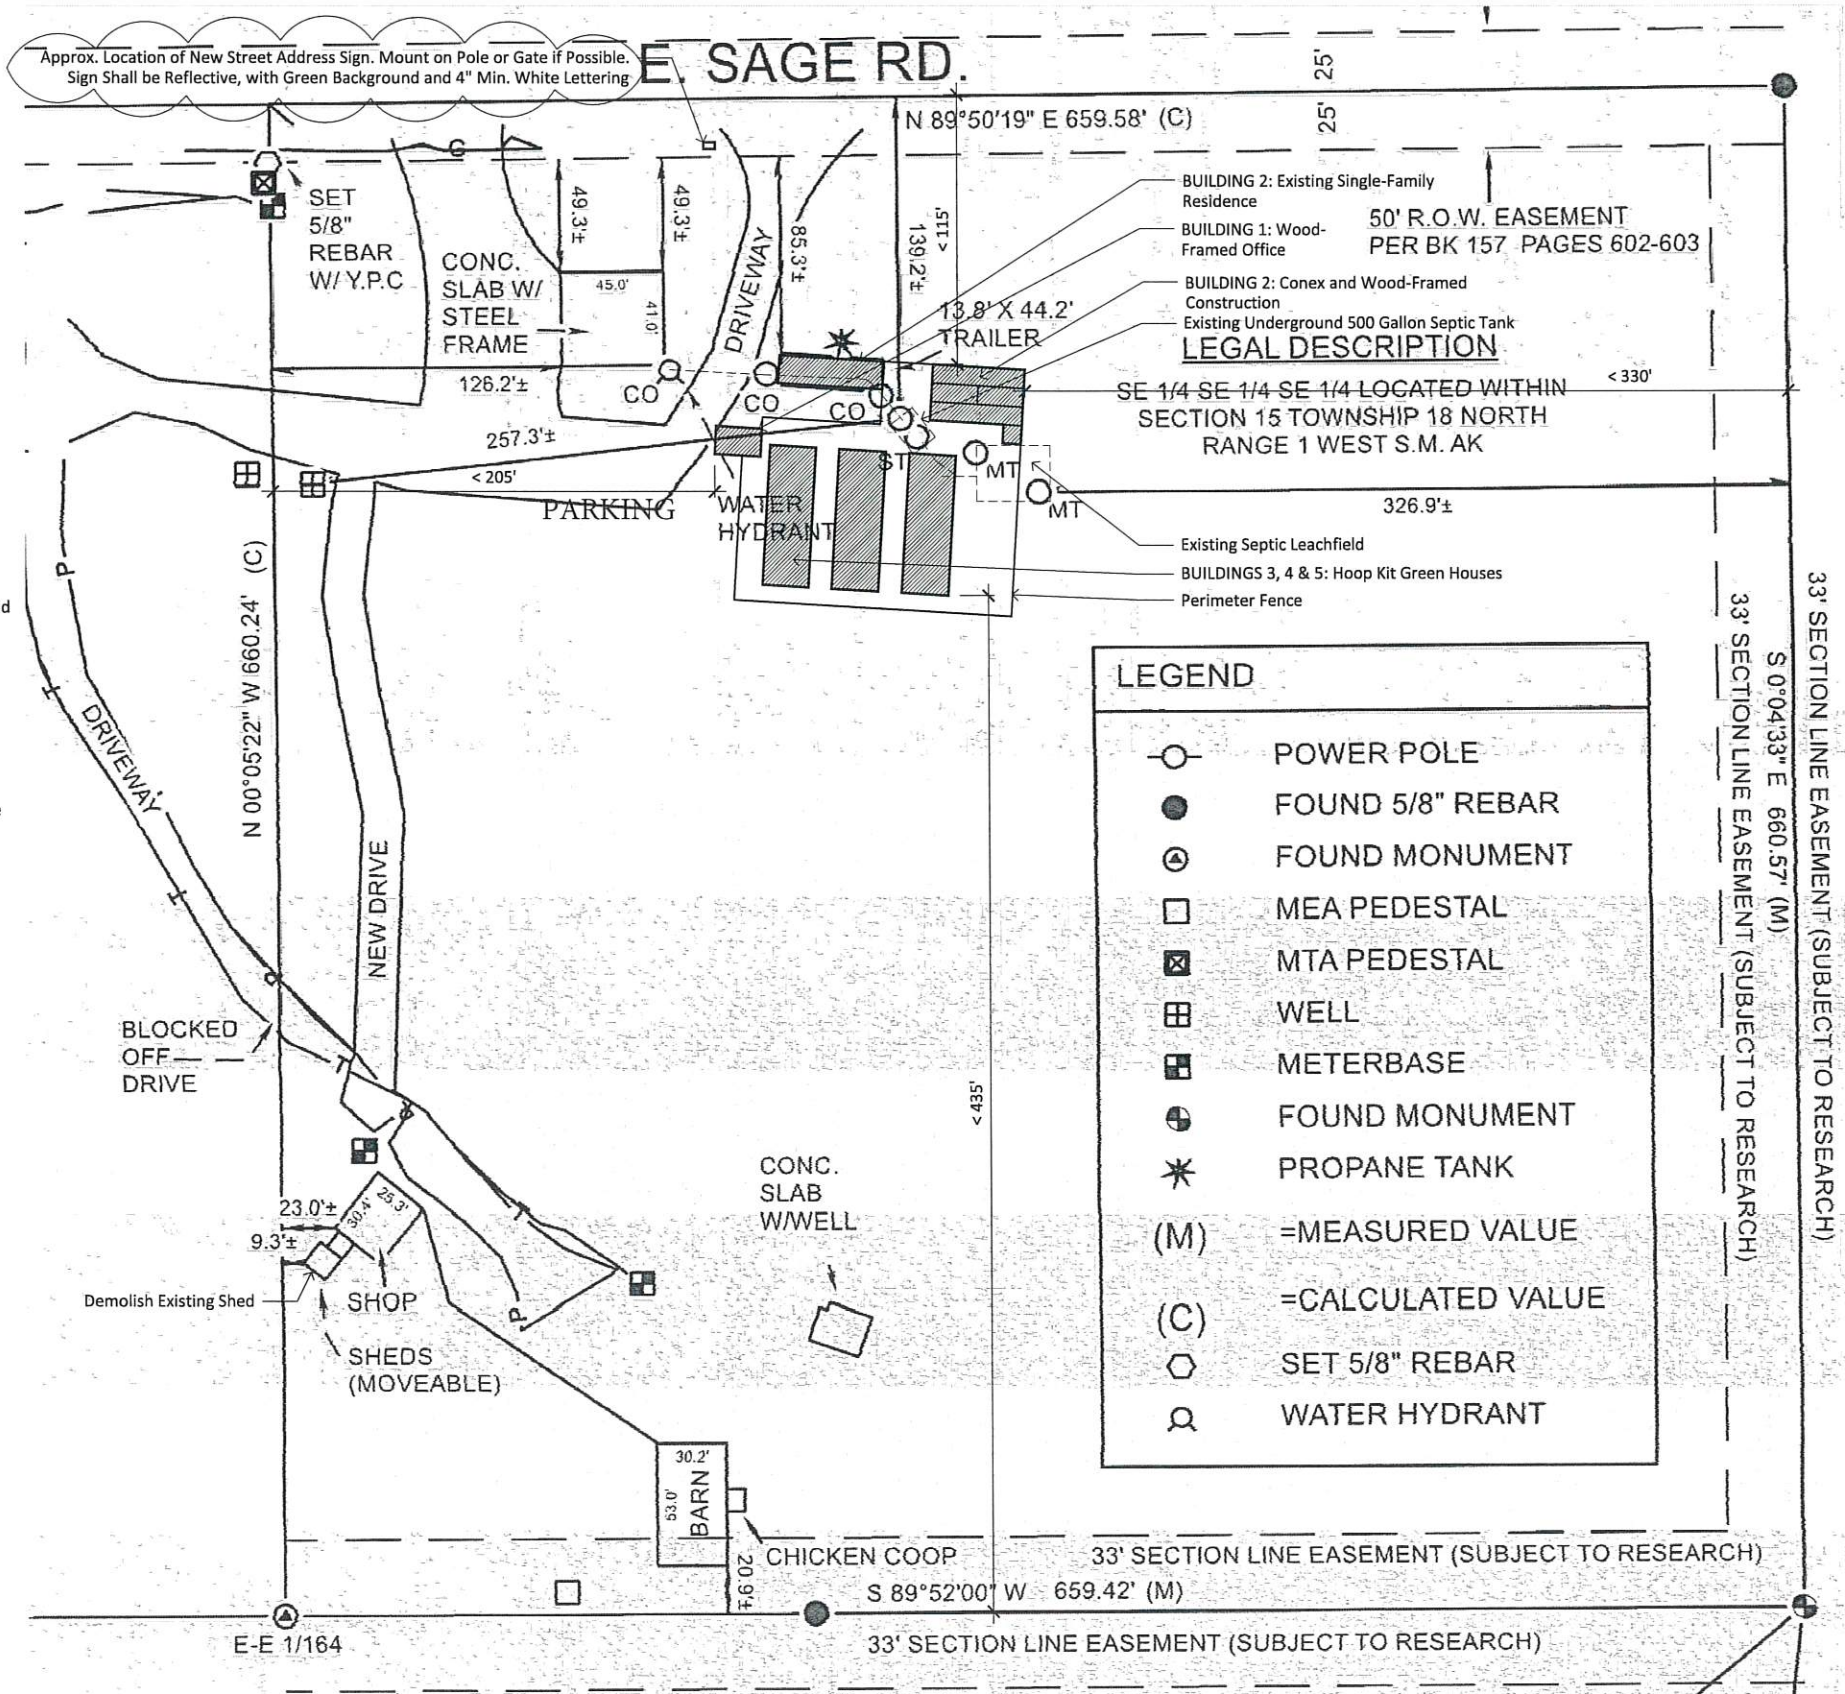 Approx. Location of New Street Address Sign. Mount on Pole or Gate if Possible.
Sign Shall be Reflective, with Green Background and 4" Min. White Lettering
E. SAGE RD.
25'
25'
N 89°50'19" E 659.58' (C)
SET
5/8"
REBAR
W/ Y.P.C
CONC.
SLAB W/
STEEL
FRAME
49.3'±
49.3'±
45.0'
41.0'
DRIVEWAY
85.3'±
139.2'±
< 115'
BUILDING 2: Existing Single-Family
Residence
BUILDING 1: Wood-
Framed Office
BUILDING 2: Conex and Wood-Framed
Construction
Existing Underground 500 Gallon Septic Tank
50' R.O.W. EASEMENT
PER BK 157 PAGES 602-603
13.8' X 44.2'
TRAILER
LEGAL DESCRIPTION
SE 1/4 SE 1/4 SE 1/4 LOCATED WITHIN
SECTION 15 TOWNSHIP 18 NORTH
RANGE 1 WEST S.M. AK
< 330'
126.2'±
CO
CO
CO
257.3'±
< 205'
ST
MT
MT
326.9'±
PARKING
WATER
HYDRANT
Existing Septic Leachfield
BUILDINGS 3, 4 & 5: Hoop Kit Green Houses
Perimeter Fence
d
P
G
T
N 00°05'22" W 660.24' (C)
DRIVEWAY
T
NEW DRIVE
BLOCKED
OFF
DRIVE
T
< 435'
LEGEND
POWER POLE
FOUND 5/8" REBAR
FOUND MONUMENT
MEA PEDESTAL
MTA PEDESTAL
WELL
METERBASE
FOUND MONUMENT
PROPANE TANK
(M) =MEASURED VALUE
(C) =CALCULATED VALUE
SET 5/8" REBAR
WATER HYDRANT
33' SECTION LINE EASEMENT (SUBJECT TO RESEARCH)
S 0°04'33" E 660.57' (M)
33' SECTION LINE EASEMENT (SUBJECT TO RESEARCH)
23.0'±
9.3'±
30.4'
25.3'
Demolish Existing Shed
SHOP
SHEDS
(MOVEABLE)
T
P
CONC.
SLAB
W/WELL
30.2'
53.0'
BARN
CHICKEN COOP
20.9'±
33' SECTION LINE EASEMENT (SUBJECT TO RESEARCH)
S 89°52'00" W 659.42' (M)
E-E 1/164
33' SECTION LINE EASEMENT (SUBJECT TO RESEARCH)